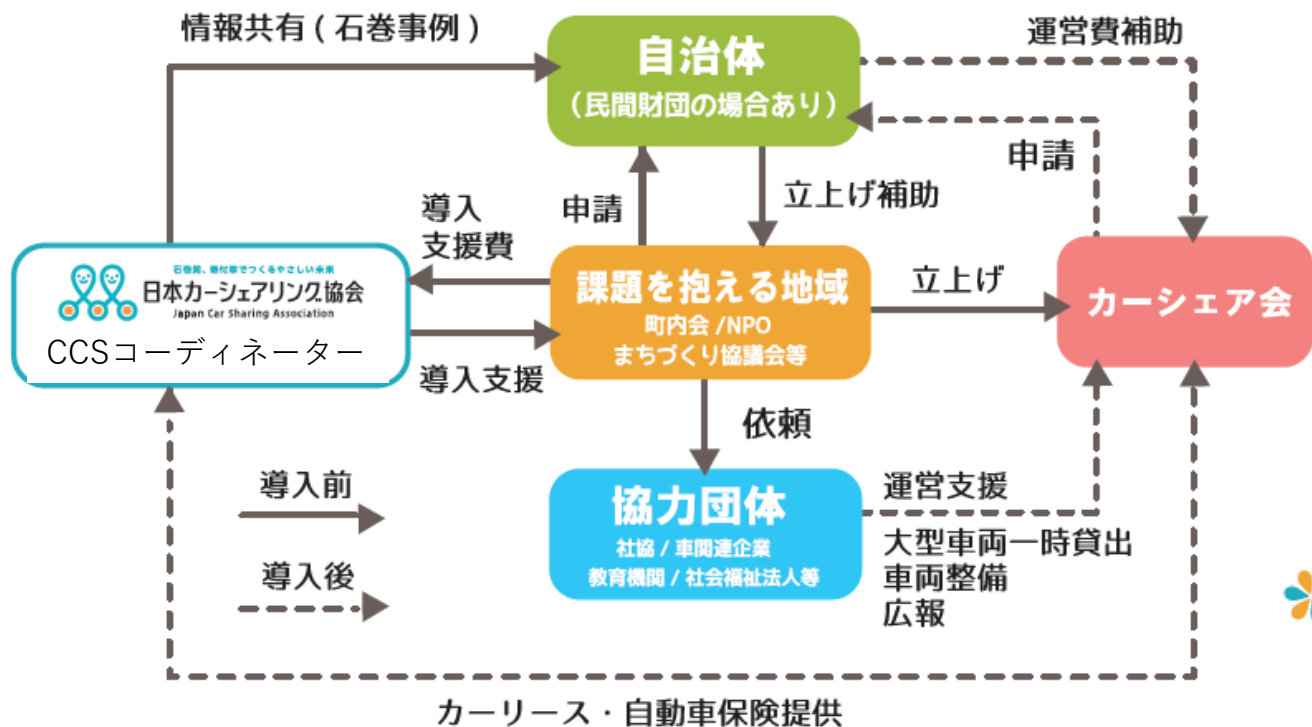 情報共有 ( 石巻事例 )
自治体
（民間財団の場合あり）
運営費補助
申請
申請
立上げ補助
導入
支援費
石巻発、寄付車でつくるやさしい未来
日本カーシェアリング協会
Japan Car Sharing Association
CCSコーディネーター
課題を抱える地域
町内会 /NPO
まちづくり協議会等
立上げ
カーシェア会
導入支援
依頼
導入前
導入後
協力団体
社協 / 車関連企業
教育機関 / 社会福祉法人等
運営支援
大型車両一時貸出
車両整備
広報
カーリース・自動車保険提供